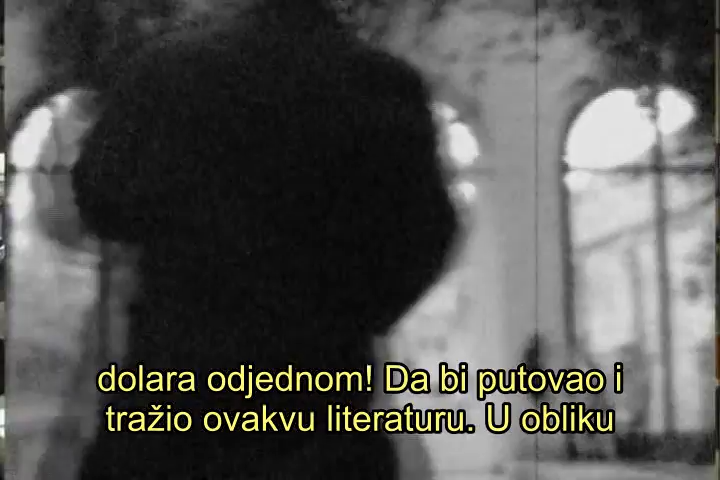 dolara odjednom! Da bi putovao i
tražio ovakvu literaturu. U obliku